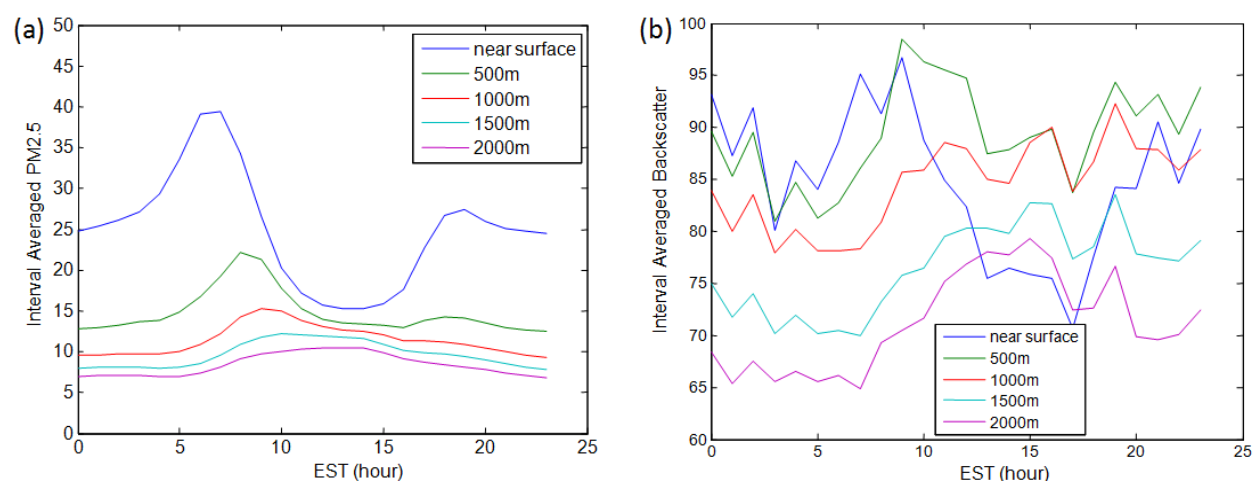 (a)
50
45
40
35
30
25
20
15
10
5
0
Interval Averaged PM2.5
near surface
500m
1000m
1500m
2000m
0 5 10 15 20 25
EST (hour)
(b)
100
95
90
85
80
75
70
65
60
Interval Averaged Backscatter
near surface
500m
1000m
1500m
2000m
0 5 10 15 20 25
EST (hour)